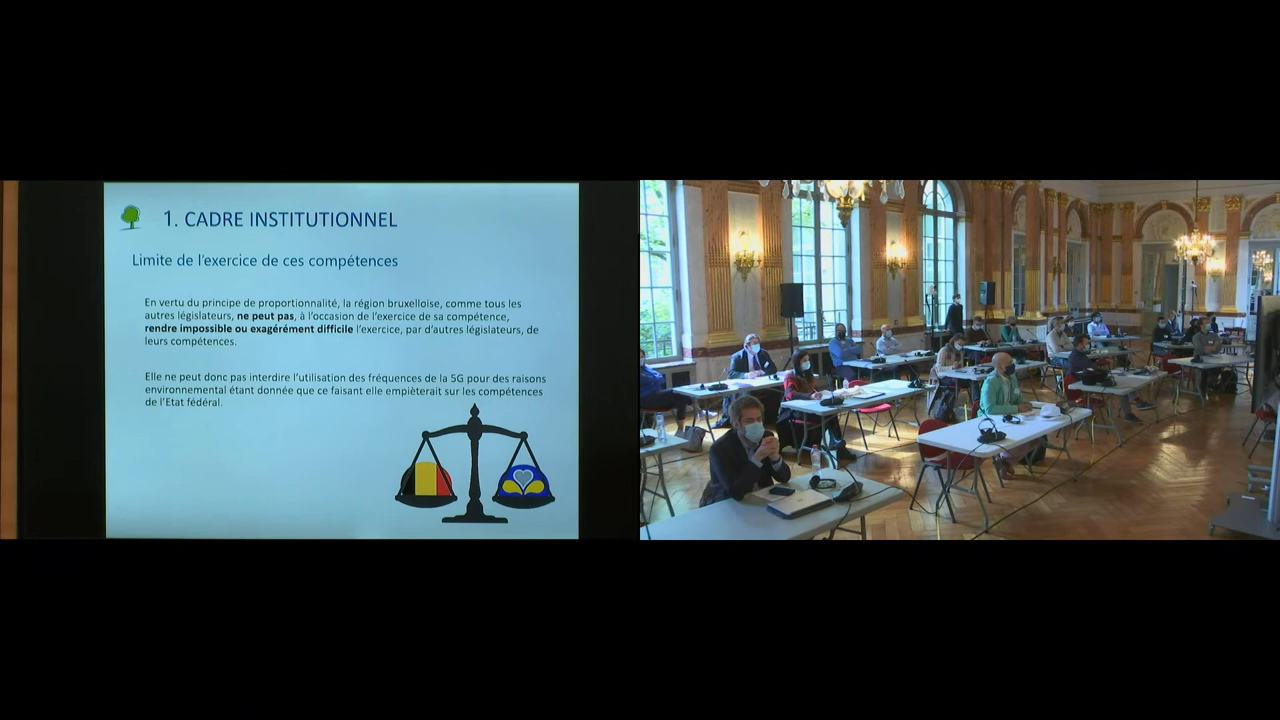 1. CADRE INSTITUTIONNEL
Limite de l'exercice de ces compétences
En vertu du principe de proportionnalité, la région bruxelloise, comme tous les
autres législateurs, ne peut pas, à l'occasion de l'exercice de sa compétence,
rendre impossible ou exagérément difficile l'exercice, par d'autres législateurs, de
leurs compétences.
Elle ne peut donc pas interdire l'utilisation des fréquences de la 5G pour des raisons
environnemental étant donnée que ce faisant elle empièterait sur les compétences
de l'Etat fédéral.